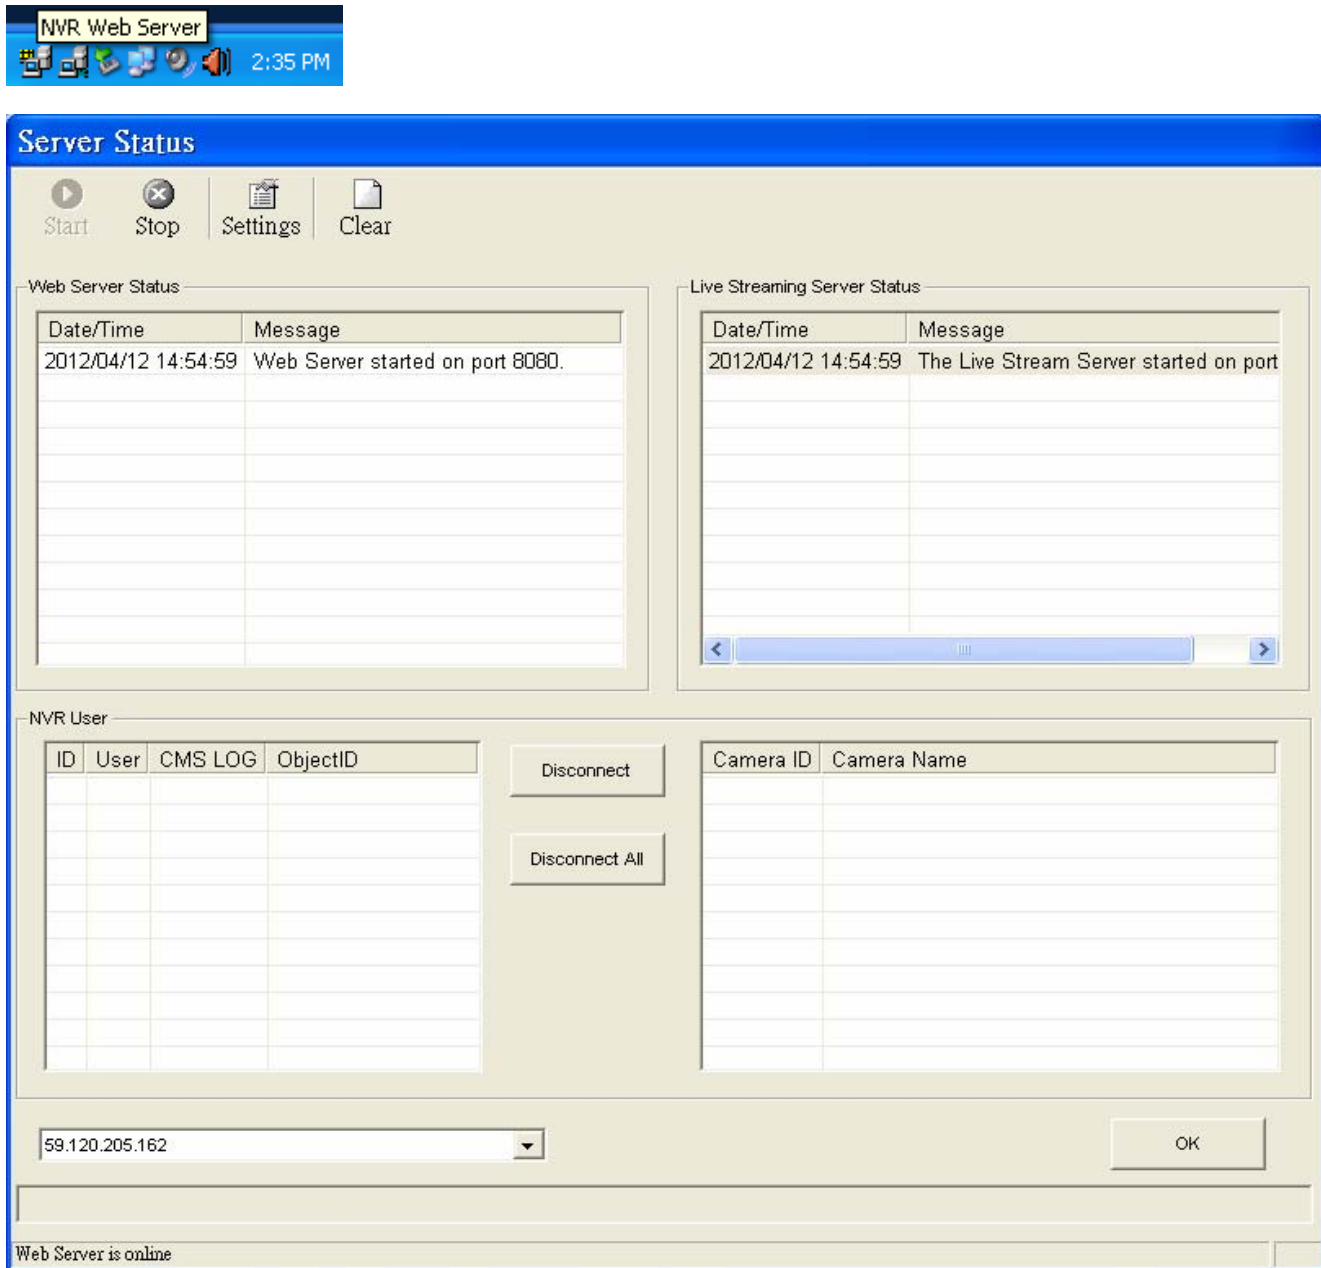 NVR Web Server
2:35 PM
Server Status
Start Stop Settings Clear
Web Server Status
Date/Time Message
2012/04/12 14:54:59 Web Server started on port 8080.
Live Streaming Server Status
Date/Time Message
2012/04/12 14:54:59 The Live Stream Server started on port
NVR User
ID User CMS LOG ObjectID
Disconnect
Disconnect All
Camera ID Camera Name
59.120.205.162
OK
Web Server is online